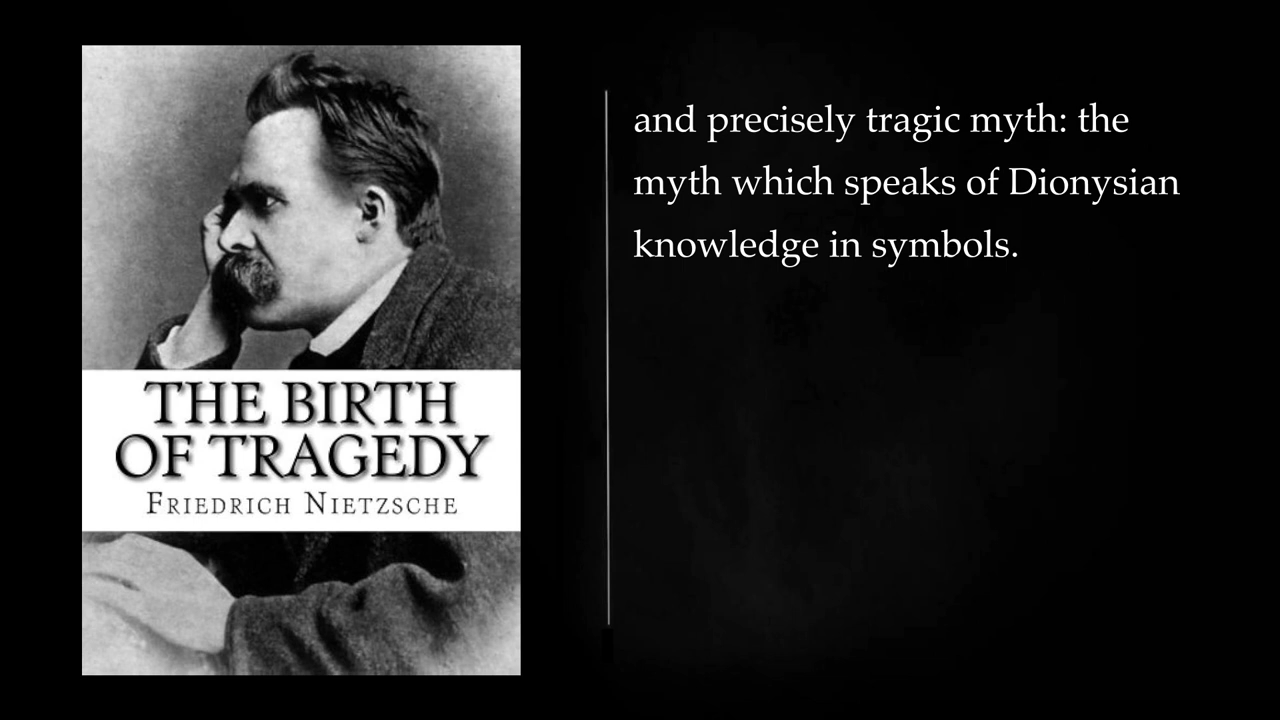 THE BIRTH
OF TRAGEDY
FRIEDRICH NIETZSCHE
and precisely tragic myth: the
myth which speaks of Dionysian
knowledge in symbols.